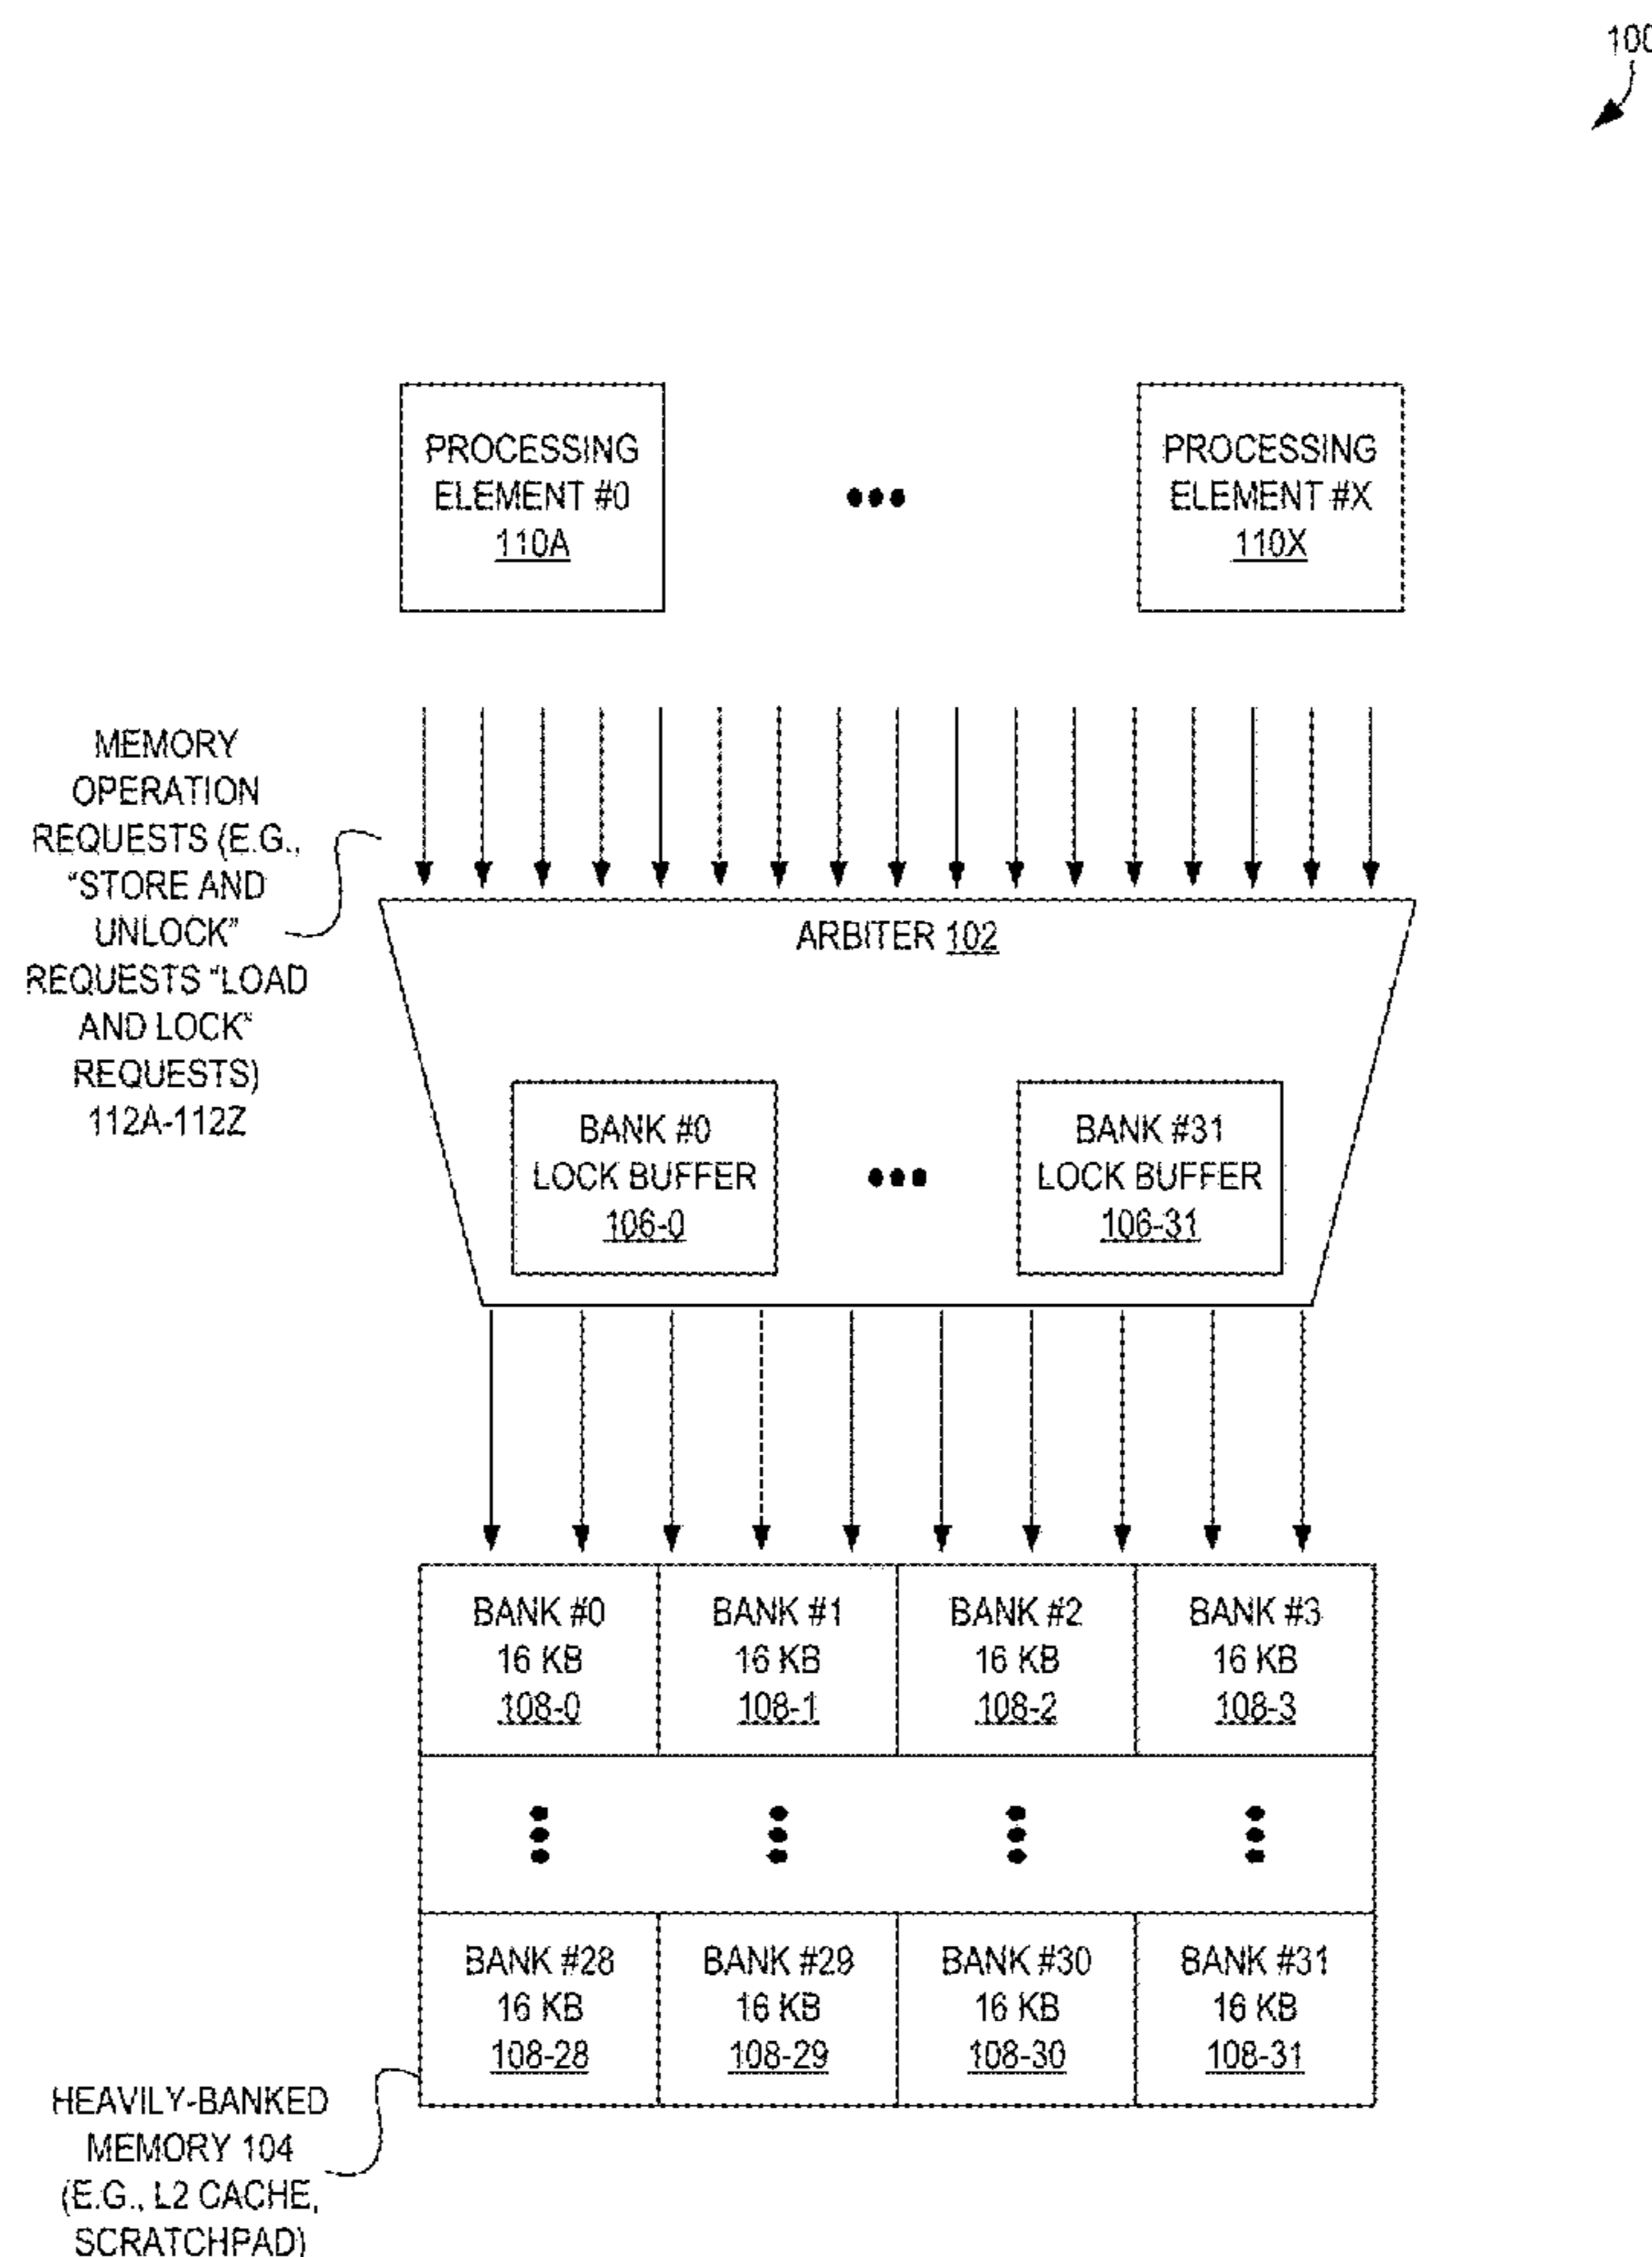 100
PROCESSING
ELEMENT #0
110A
PROCESSING
ELEMENT #X
110X
MEMORY
OPERATION
REQUESTS (E.G.,
"STORE AND
UNLOCK"
REQUESTS "LOAD
AND LOCK"
REQUESTS)
112A-112Z
ARBITER 102
BANK #0
LOCK BUFFER
106-0
BANK #31
LOCK BUFFER
106-31
BANK #0
16 KB
108-0
BANK #1
16 KB
108-1
BANK #2
16 KB
108-2
BANK #3
16 KB
108-3
BANK #28
16 KB
108-28
BANK #29
16 KB
108-29
BANK #30
16 KB
108-30
BANK #31
16 KB
108-31
HEAVILY-BANKED
MEMORY 104
(E.G., L2 CACHE,
SCRATCHPAD)